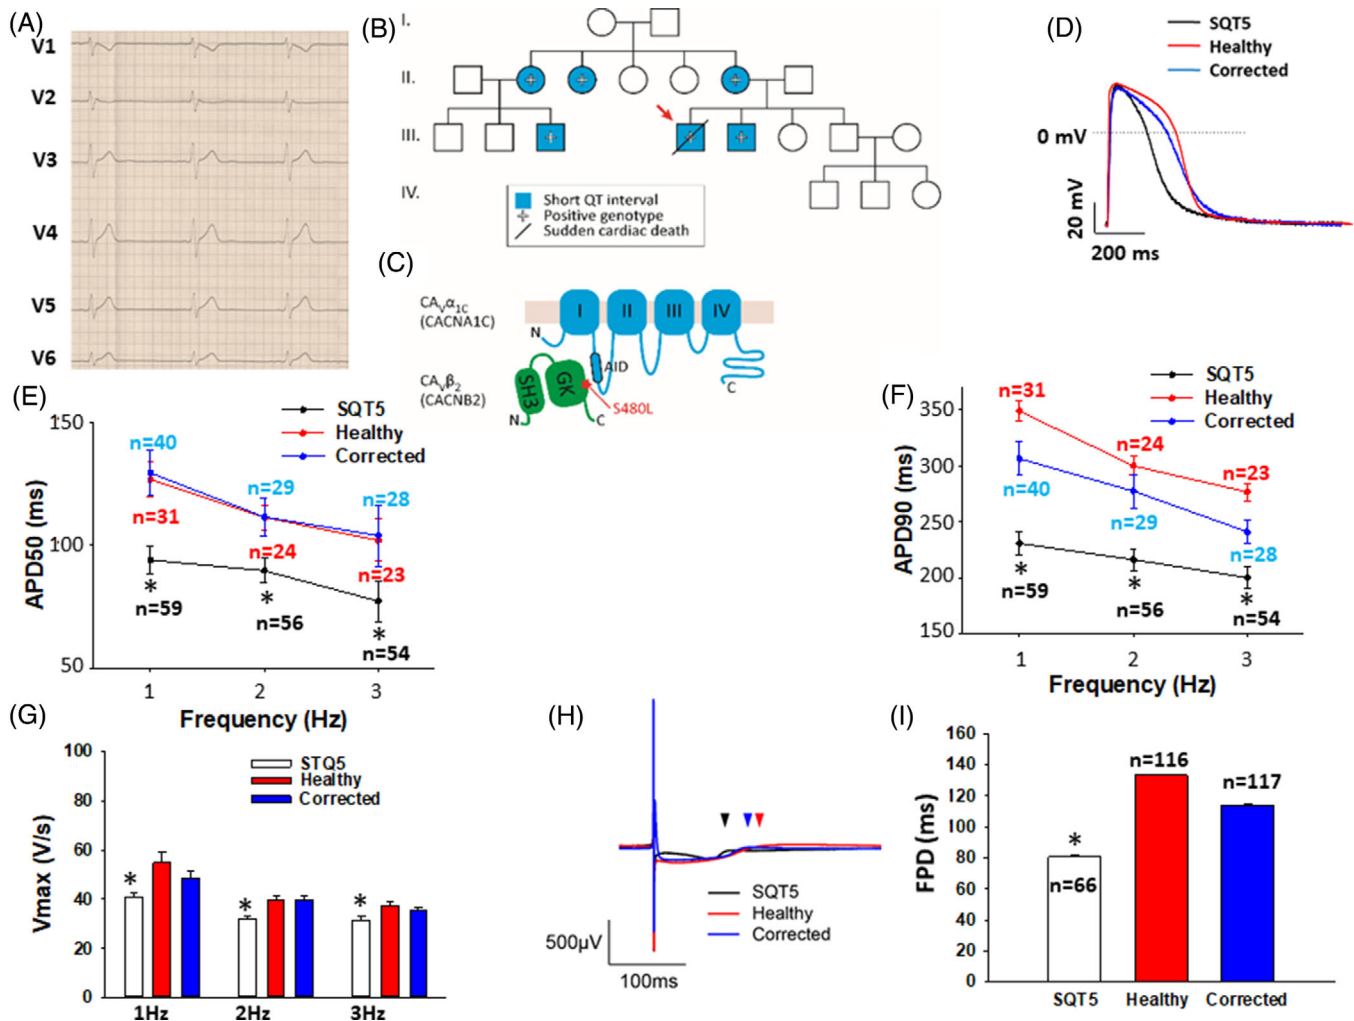 (A)
V1
V2
V3
V4
V5
V6
(B)
I.
II.
III.
IV.
Short QT interval
Positive genotype
Sudden cardiac death
(C)
CAVα1C
(CACNA1C)
I II III IV
N
AID
C
CAVβ2
(CACNB2)
SH3
GK
S480L
N
C
(D)
SQT5
Healthy
Corrected
0 mV
20 mV
200 ms
(E)
SQT5
Healthy
Corrected
APD50 (ms)
150
100
50
n=40
n=29
n=28
n=31
n=24
n=23
*
*
*
n=59
n=56
n=54
1 2 3
Frequency (Hz)
(F)
SQT5
Healthy
Corrected
APD90 (ms)
350
300
250
200
150
n=31
n=24
n=23
n=40
n=29
n=28
*
*
*
n=59
n=56
n=54
1 2 3
Frequency (Hz)
(G)
STQ5
Healthy
Corrected
Vmax (V/s)
100
80
60
40
20
0
*
*
*
1Hz 2Hz 3Hz
(H)
SQT5
Healthy
Corrected
500µV
100ms
(I)
FPD (ms)
160
140
120
100
80
60
40
20
0
n=116
n=117
*
n=66
SQT5 Healthy Corrected